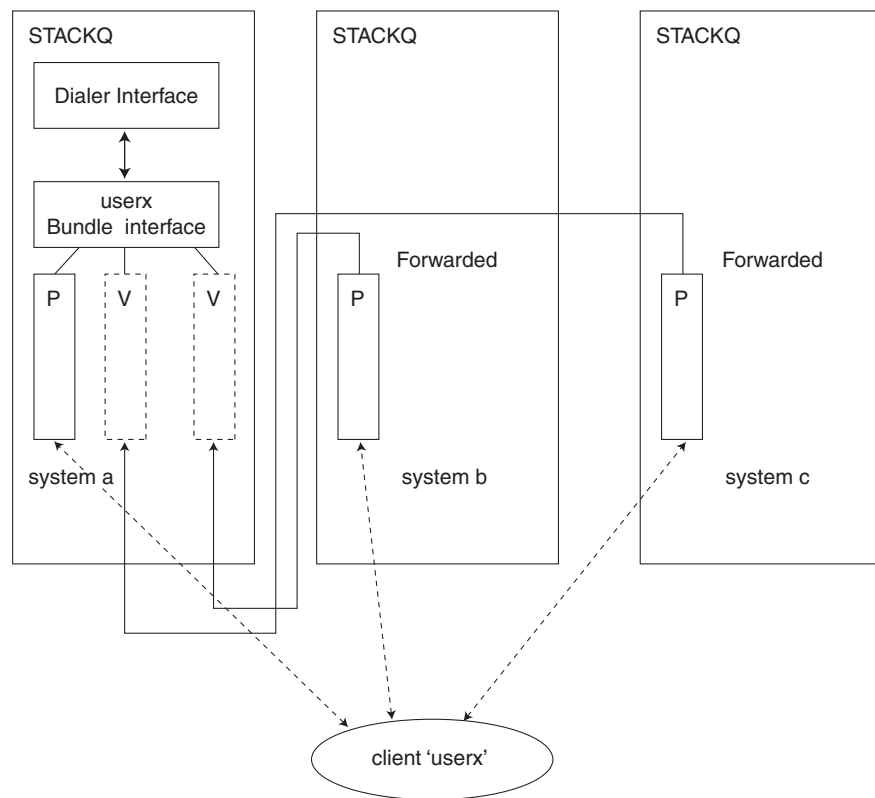 STACKQ
STACKQ
STACKQ
Dialer Interface
userx
Bundle interface
Forwarded
Forwarded
P
V
V
P
P
system a
system b
system c
client ‘userx’